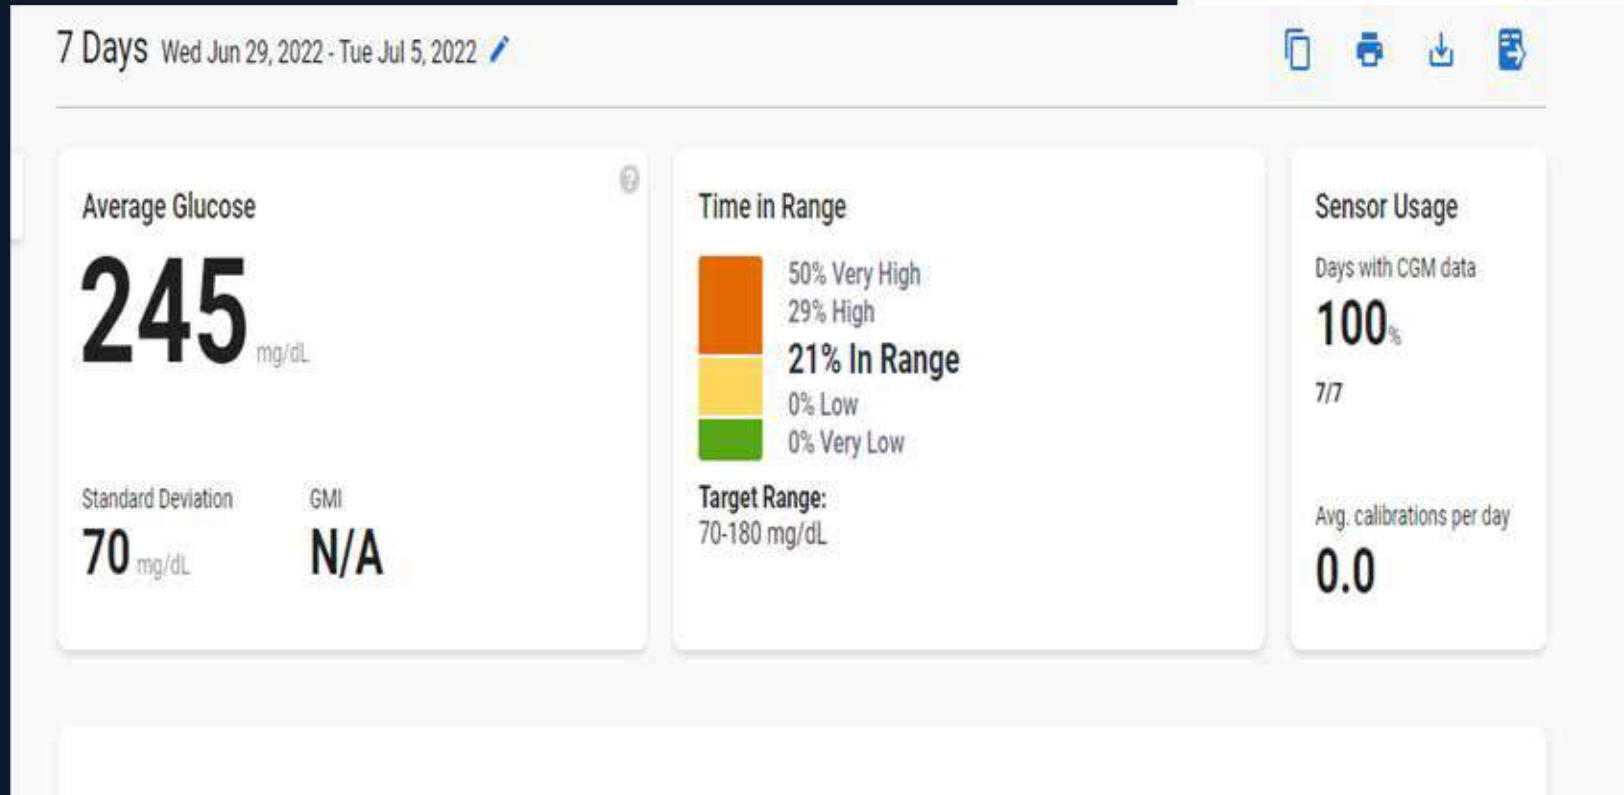 7 Days Wed Jun 29, 2022 - Tue Jul 5, 2022
Average Glucose
245 mg/dL
Standard Deviation
70 mg/dL
GMI
N/A
Time in Range
50% Very High
29% High
21% In Range
0% Low
0% Very Low
Target Range:
70-180 mg/dL
Sensor Usage
Days with CGM data
100%
7/7
Avg. calibrations per day
0.0